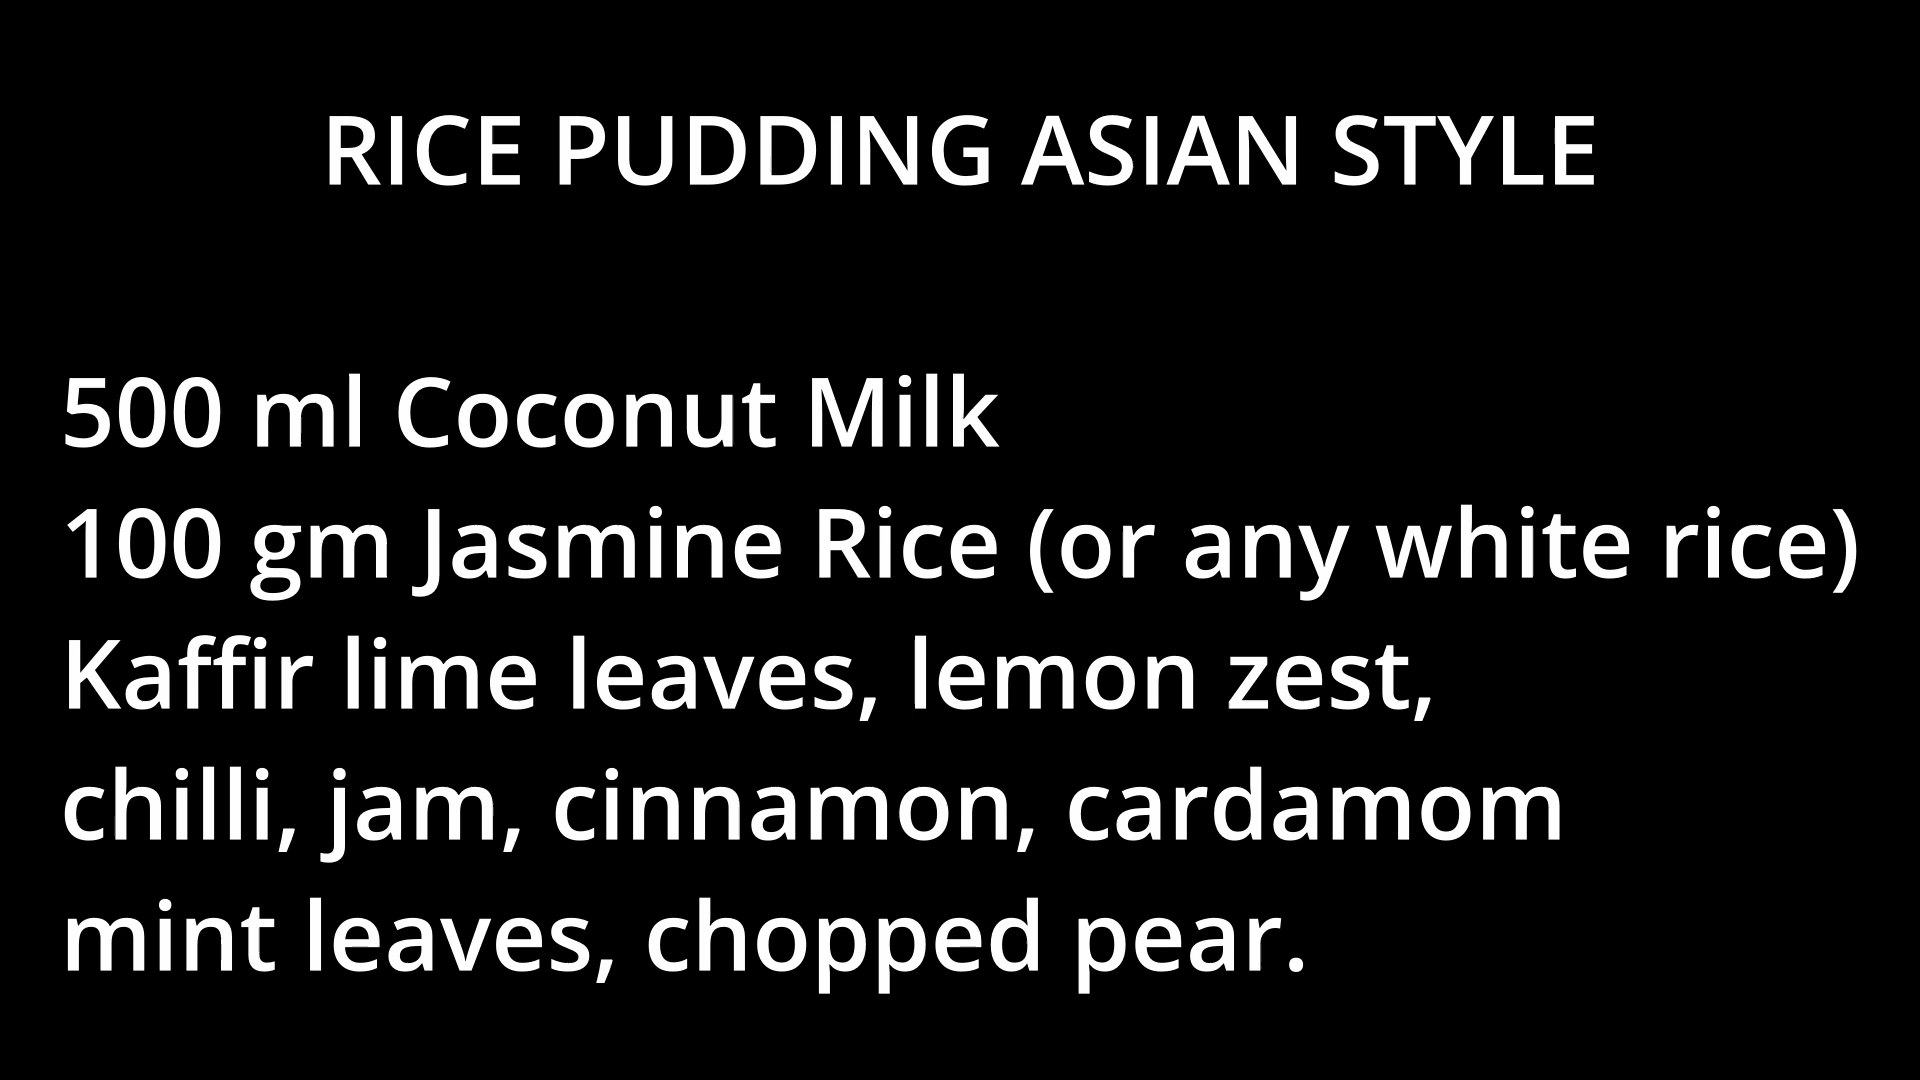 RICE PUDDING ASIAN STYLE
500 ml Coconut Milk
100 gm Jasmine Rice (or any white rice)
Kaffir lime leaves, lemon zest,
chilli, jam, cinnamon, cardamom
mint leaves, chopped pear.